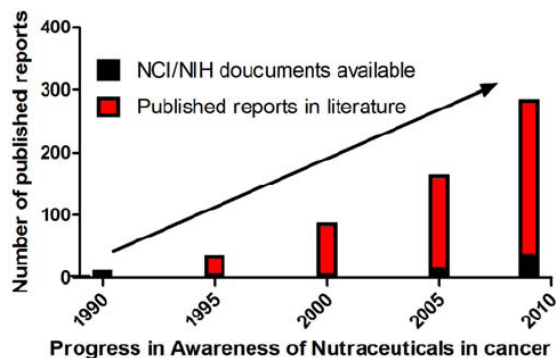 Number of published reports
400
300
200
100
0
NCI/NIH doucuments available
Published reports in literature
1990
1995
2000
2005
2010
Progress in Awareness of Nutraceuticals in cancer